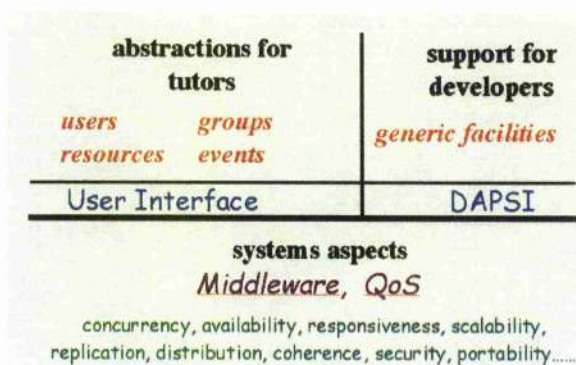 abstractions for
tutors
users groups
resources events
User Interface
support for
developers
generic facilities
DAPSI
systems aspects
Middleware, QoS
concurrency, availability, responsiveness, scalability,
replication, distribution, coherence, security, portability......